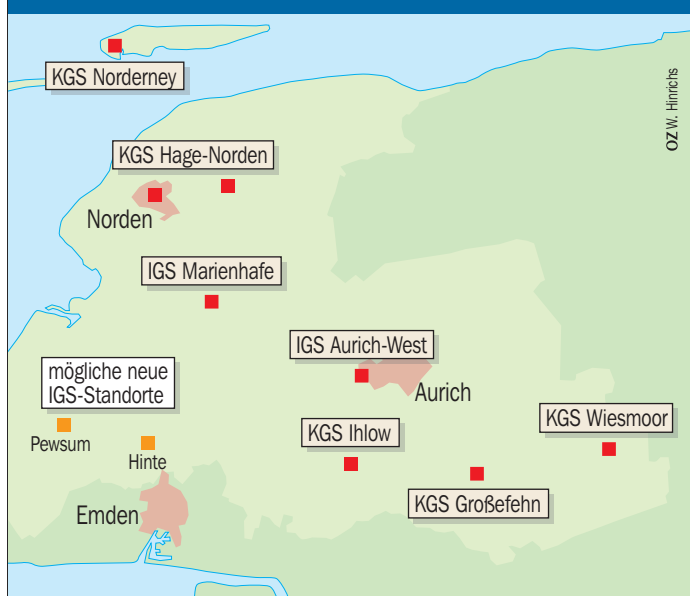 KGS Norderney
OZ W. Hinrichs
KGS Hage-Norden
Norden
IGS Marienhafe
IGS Aurich-West
Aurich
mögliche neue
IGS-Standorte
Pewsum
Hinte
KGS Ihlow
KGS Wiesmoor
KGS Großefehn
Emden